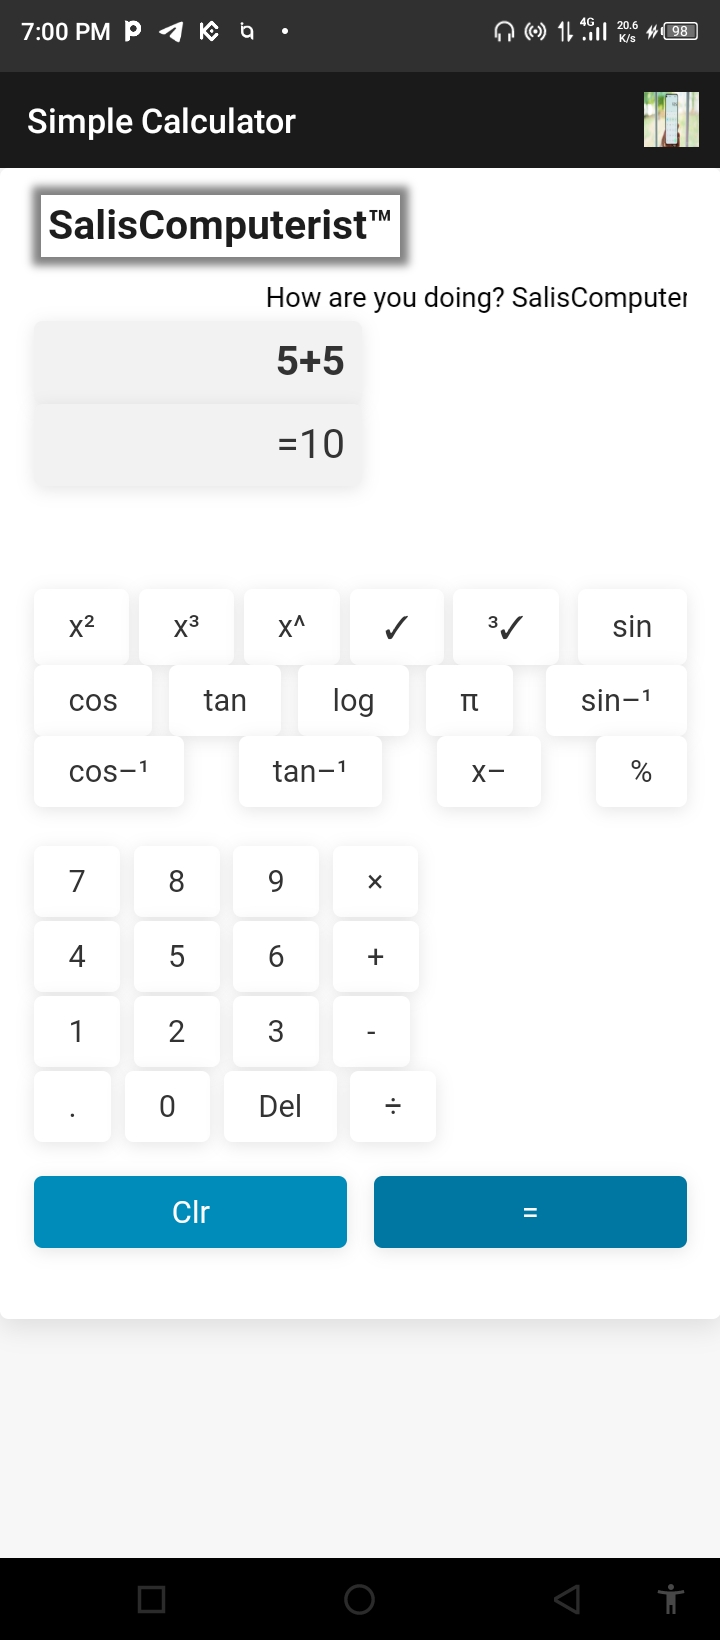 7:00 PM 4G 20.6 K/s 98
Simple Calculator
SalisComputerist™
How are you doing? SalisComputer
5+5
=10
x² x³ x^ ✓ ³✓ sin
cos tan log π sin−¹
cos−¹ tan−¹ x− %
7 8 9 ×
4 5 6 +
1 2 3 -
. 0 Del ÷
Clr =